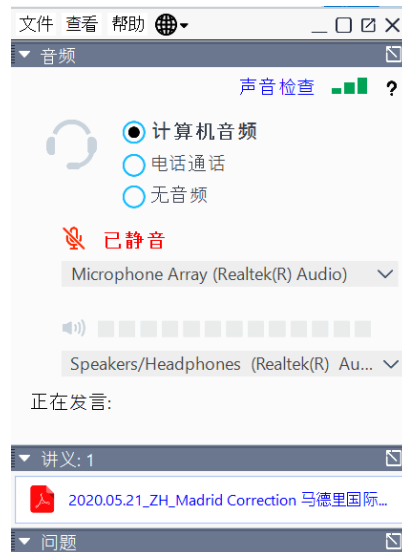 文件 查看 帮助
音频
声音检查 ?
计算机音频
电话通话
无音频
已静音
Microphone Array (Realtek(R) Audio)
Speakers/Headphones (Realtek(R) Au...
正在发言:
讲义: 1
2020.05.21_ZH_Madrid Correction 马德里国际...
问题